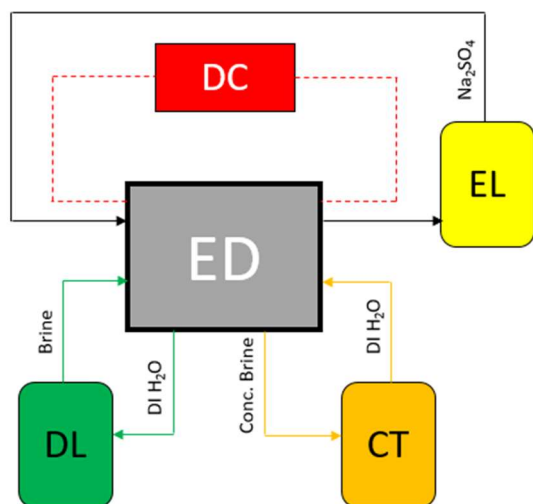 DC
Na₂SO₄
EL
ED
Brine
DI H₂O
Conc. Brine
DI H₂O
DL
CT